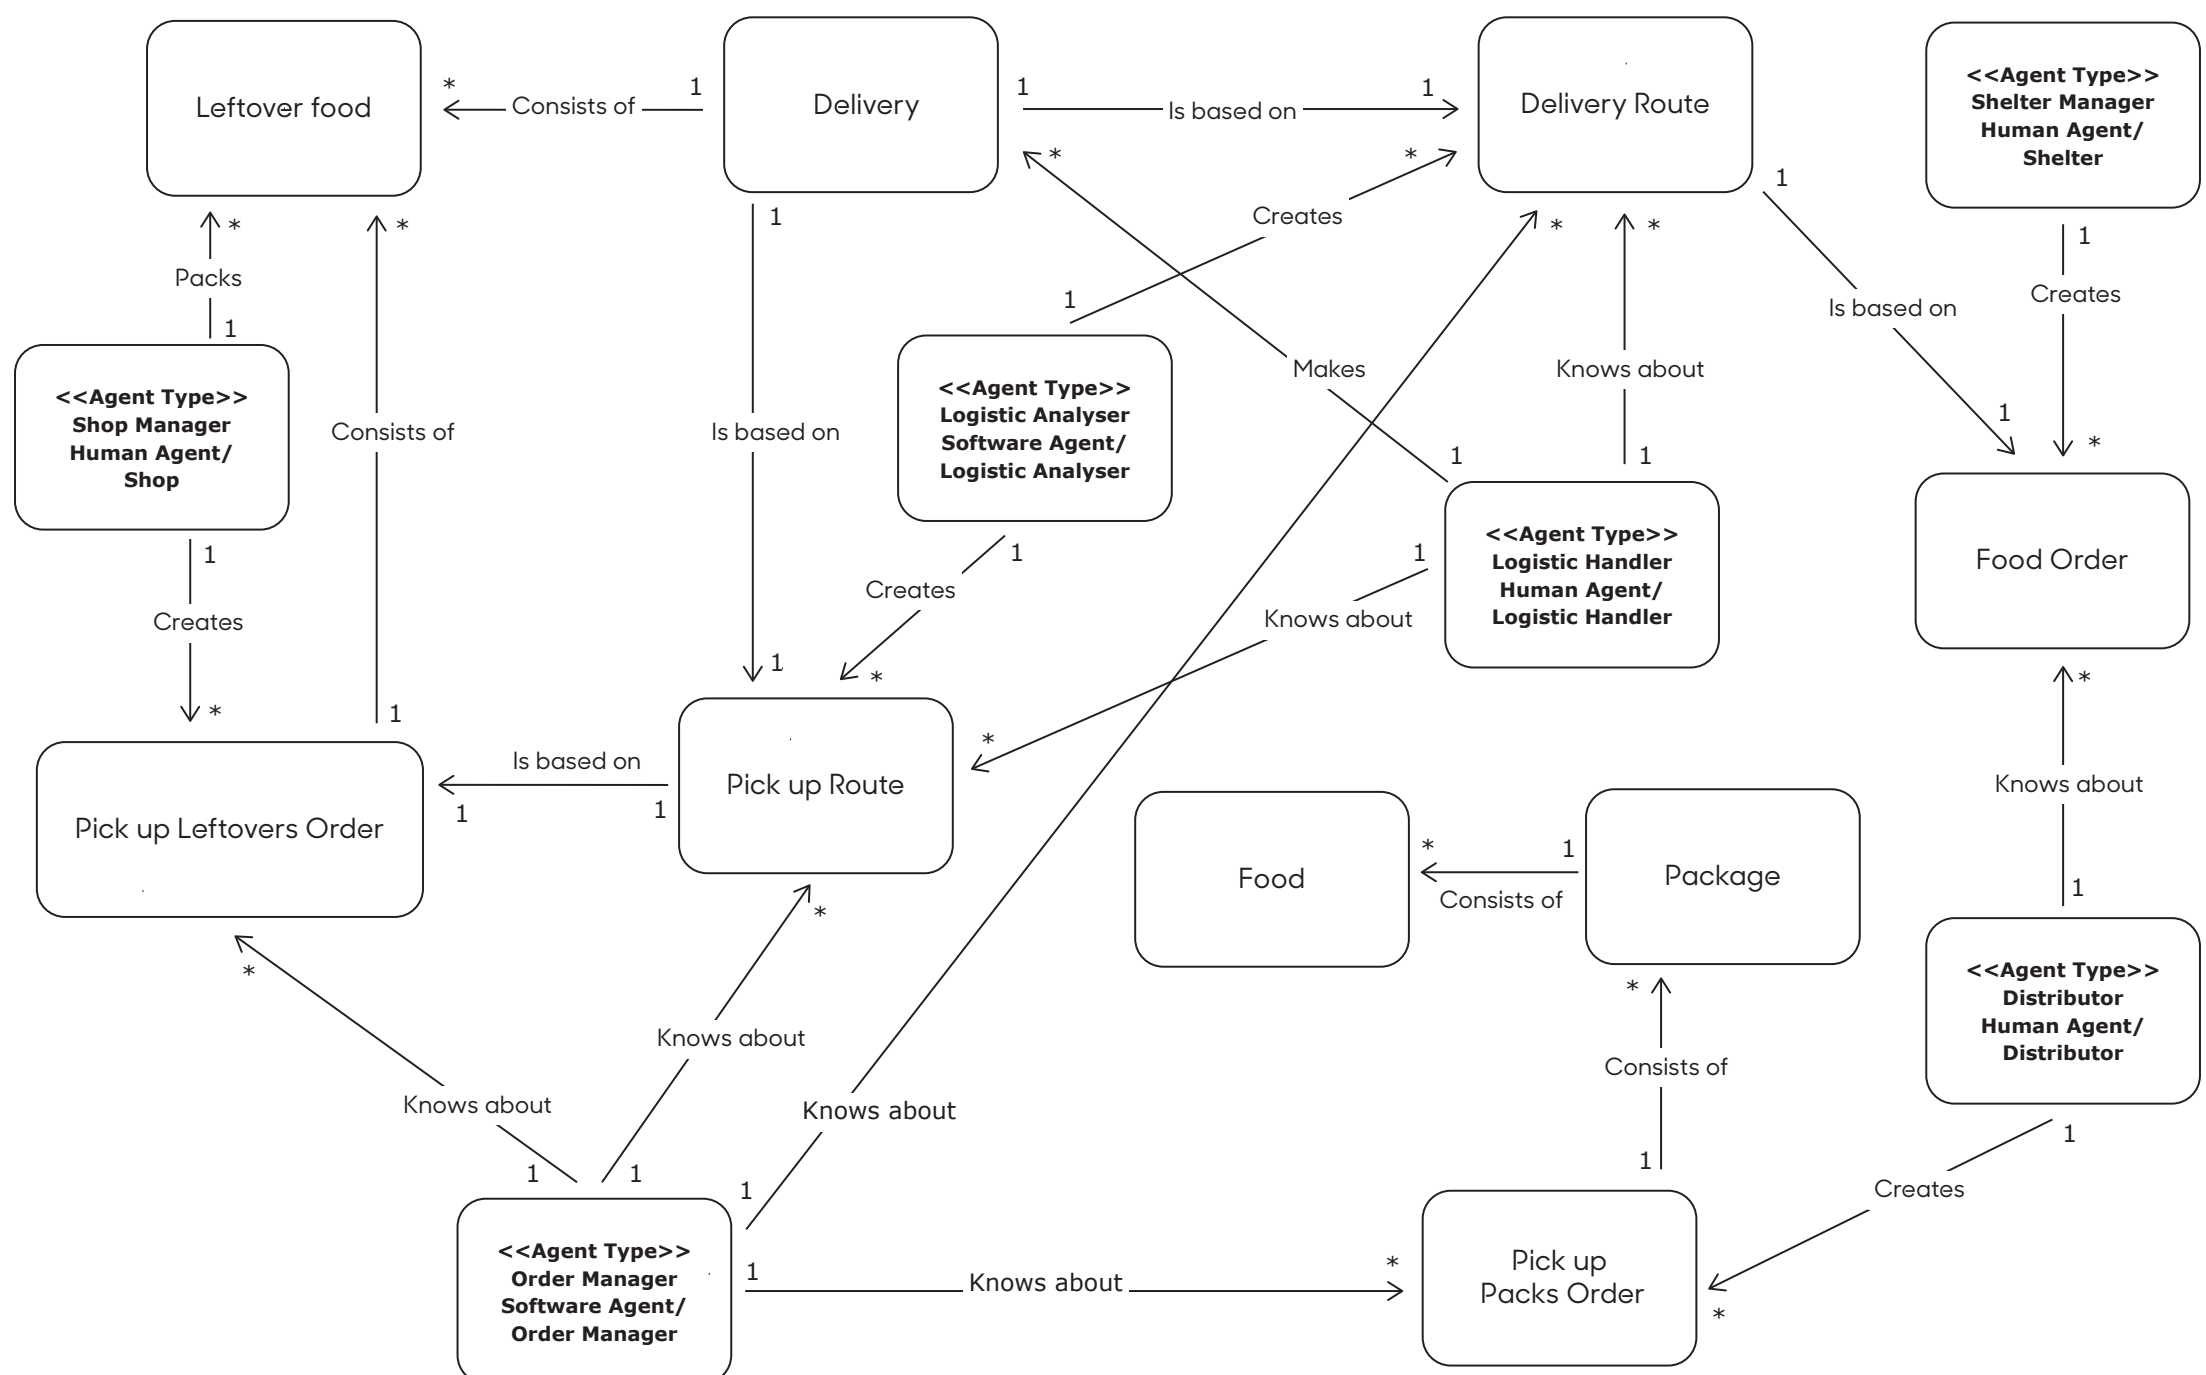 Leftover food
*
Consists of
1
Delivery
1
Is based on
1
Delivery Route
<<Agent Type>>
Shelter Manager
Human Agent/
Shelter
*
Packs
1
*
1
*
Creates
*
1
*
*
1
Is based on
1
1
Creates
*
<<Agent Type>>
Shop Manager
Human Agent/
Shop
Consists of
Is based on
<<Agent Type>>
Logistic Analyser
Software Agent/
Logistic Analyser
Makes
1
Knows about
1
<<Agent Type>>
Logistic Handler
Human Agent/
Logistic Handler
Food Order
1
Creates
*
1
1
1
Creates
*
1
Knows about
*
*
Knows about
1
Pick up Leftovers Order
Is based on
1
1
Pick up Route
Food
*
1
Consists of
Package
<<Agent Type>>
Distributor
Human Agent/
Distributor
*
Knows about
1
*
Knows about
1
Knows about
1
*
Consists of
1
1
Creates
*
<<Agent Type>>
Order Manager
Software Agent/
Order Manager
1
Knows about
*
Pick up
Packs Order